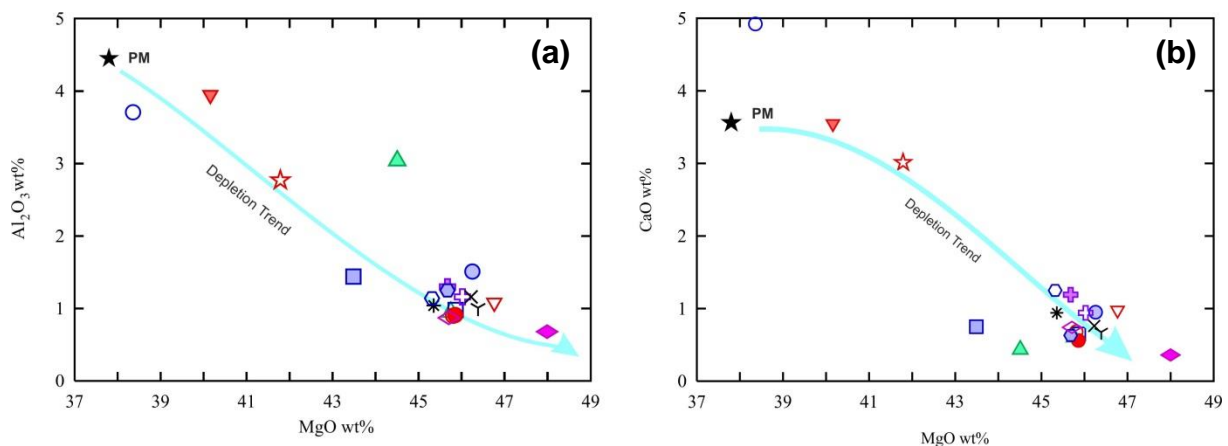 (a)
PM
Depletion Trend
Al2O3 wt%
5
4
3
2
1
0
37 39 41 43 45 47 49
MgO wt%
(b)
PM
Depletion Trend
CaO wt%
5
4
3
2
1
0
37 39 41 43 45 47 49
MgO wt%